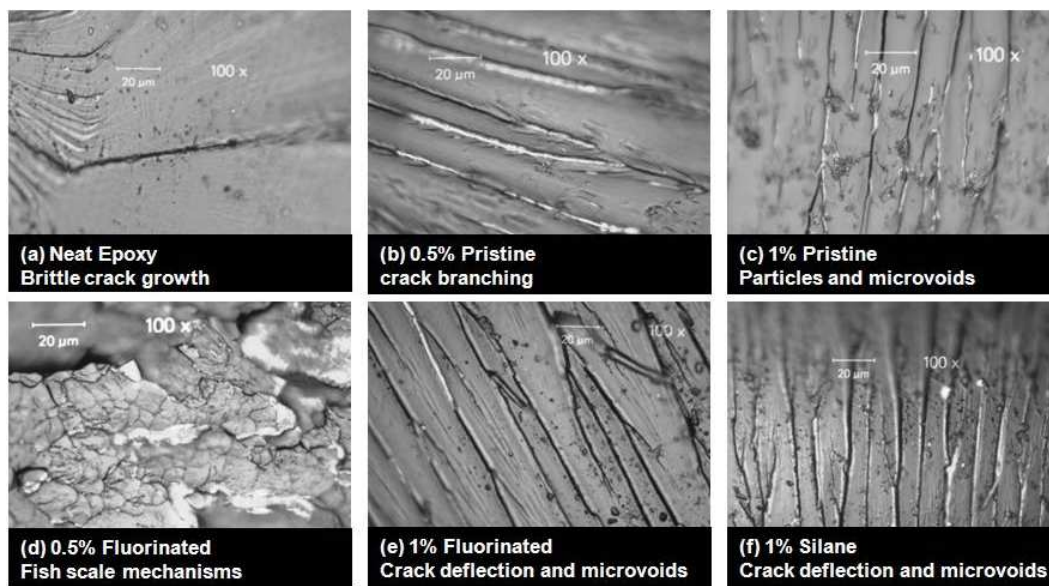 20 µm
100 x
(a) Neat Epoxy
Brittle crack growth
20 µm
100 x
(b) 0.5% Pristine
crack branching
20 µm
100 x
(c) 1% Pristine
Particles and microvoids
20 µm
100 x
(d) 0.5% Fluorinated
Fish scale mechanisms
20 µm
100 x
(e) 1% Fluorinated
Crack deflection and microvoids
20 µm
100 x
(f) 1% Silane
Crack deflection and microvoids